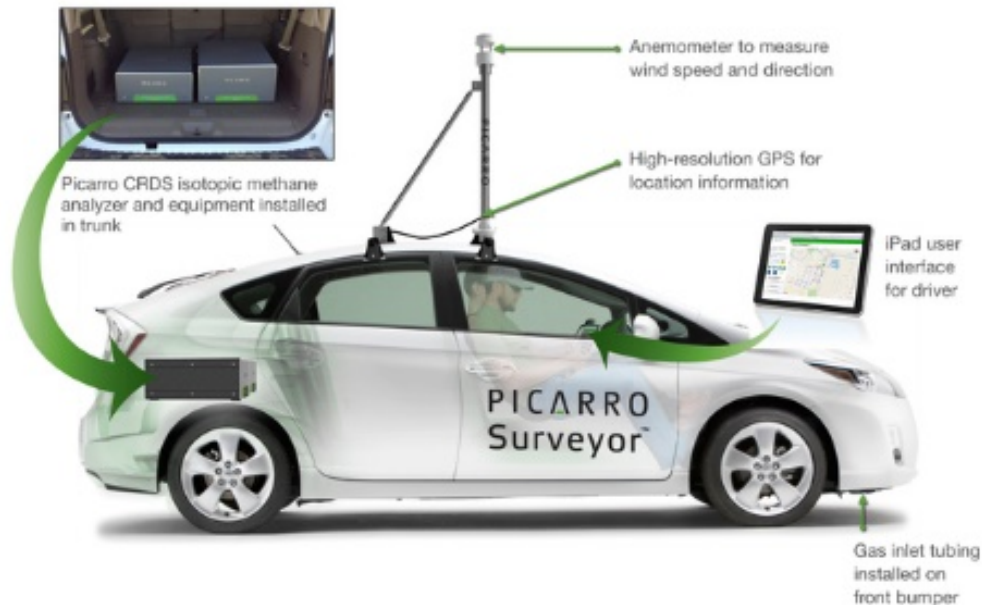 Anemometer to measure
wind speed and direction
PICARRO
High-resolution GPS for
location information
Picarro CRDS isotopic methane
analyzer and equipment installed
in trunk
iPad user
interface
for driver
PICARRO
Surveyor
Gas inlet tubing
installed on
front bumper